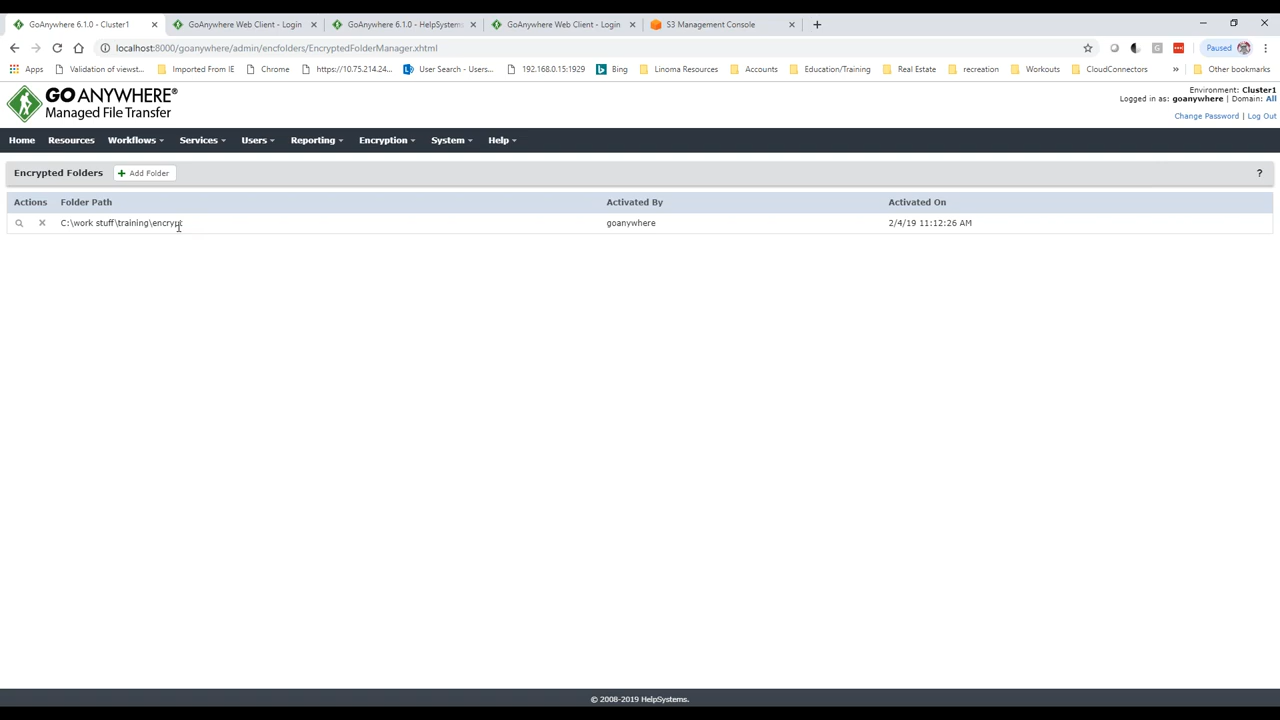 GoAnywhere 6.1.0 - Cluster1 GoAnywhere Web Client - Login GoAnywhere 6.1.0 - HelpSystems GoAnywhere Web Client - Login S3 Management Console
localhost:8000/goanywhere/admin/encfolders/EncryptedFolderManager.xhtml Paused
Apps Validation of viewst... Imported From IE Chrome https://10.75.214.24... User Search - Users... 192.168.0.15:1929 Bing Linoma Resources Accounts Education/Training Real Estate recreation Workouts CloudConnectors » Other bookmarks
GO ANYWHERE®
Managed File Transfer
Environment: Cluster1
Logged in as: goanywhere | Domain: All
Change Password | Log Out
Home Resources Workflows Services Users Reporting Encryption System Help
Encrypted Folders Add Folder ?
Actions Folder Path Activated By Activated On
C:\work stuff\training\encrypt goanywhere 2/4/19 11:12:26 AM
© 2008-2019 HelpSystems.